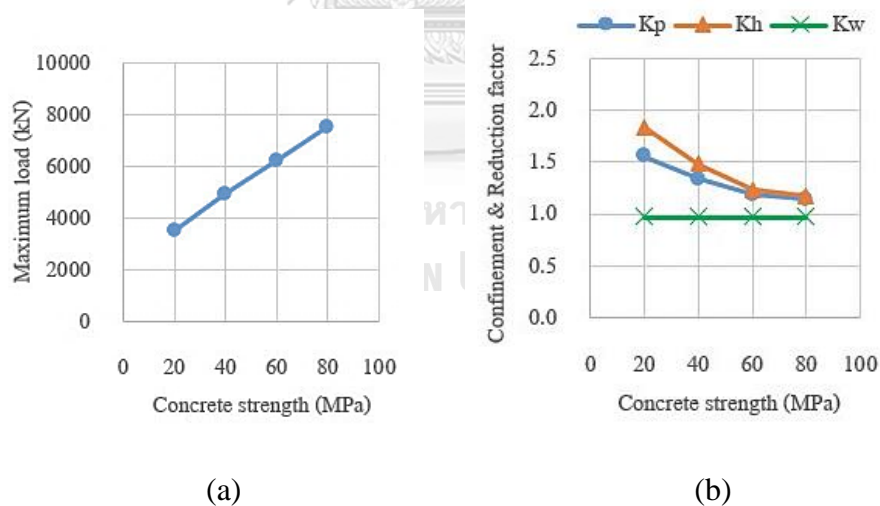 Maximum load (kN)
10000
8000
6000
4000
2000
0
0 20 40 60 80 100
Concrete strength (MPa)
(a)
Kp Kh Kw
Confinement & Reduction factor
2.5
2.0
1.5
1.0
0.5
0.0
0 20 40 60 80 100
Concrete strength (MPa)
(b)